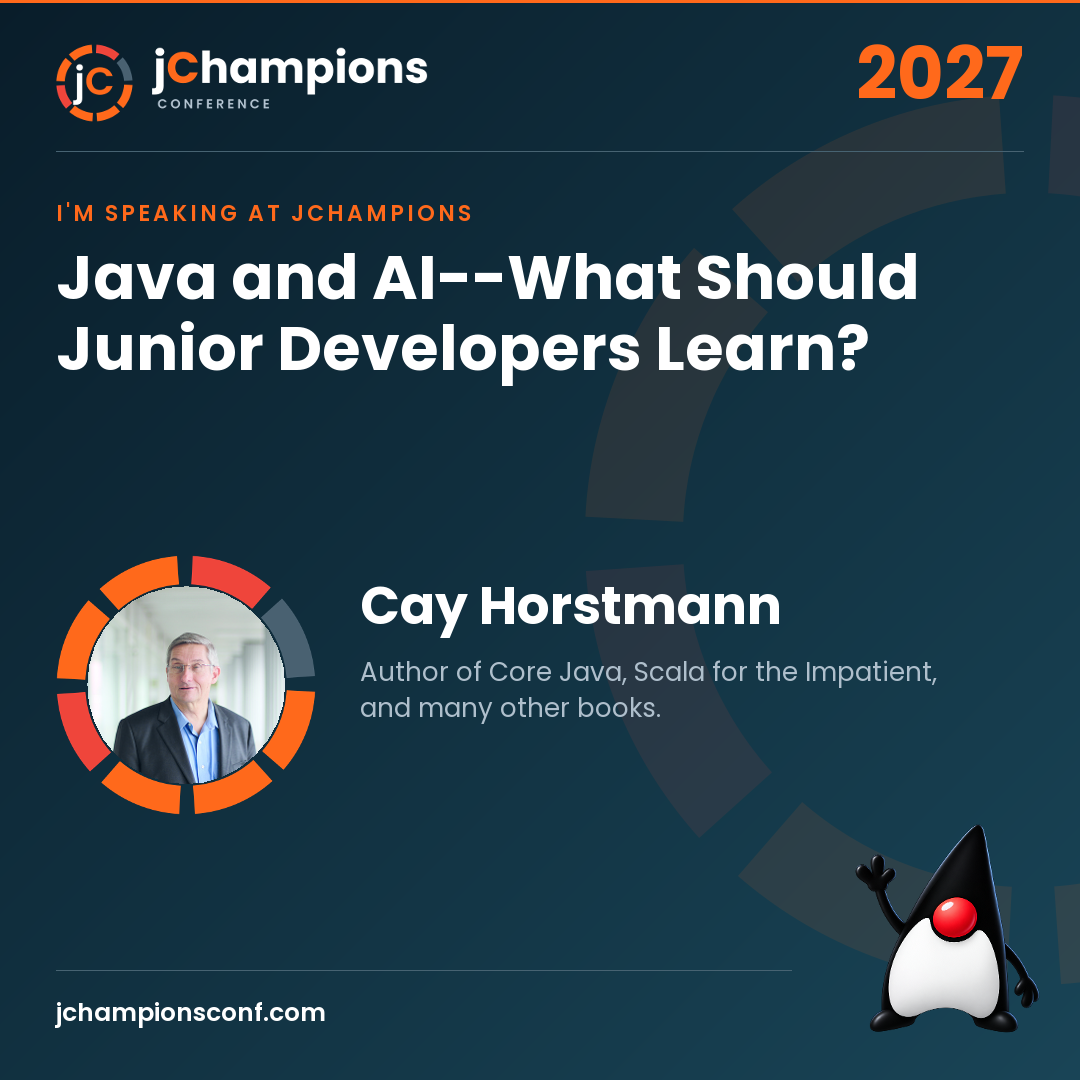 jC
jChampions
CONFERENCE
2027
I'M SPEAKING AT JCHAMPIONS
Java and AI--What Should
Junior Developers Learn?
Cay Horstmann
Author of Core Java, Scala for the Impatient,
and many other books.
jchampionsconf.com